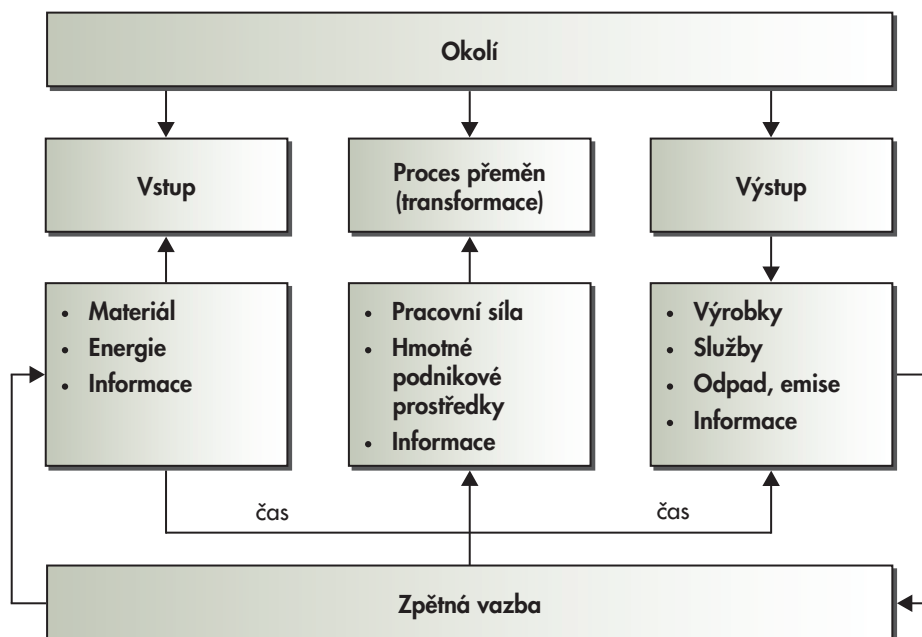 Okolí
Vstup
Proces přeměn
(transformace)
Výstup
• Materiál
• Energie
• Informace
• Pracovní síla
• Hmotné
podnikové
prostředky
• Informace
• Výrobky
• Služby
• Odpad, emise
• Informace
čas
čas
Zpětná vazba